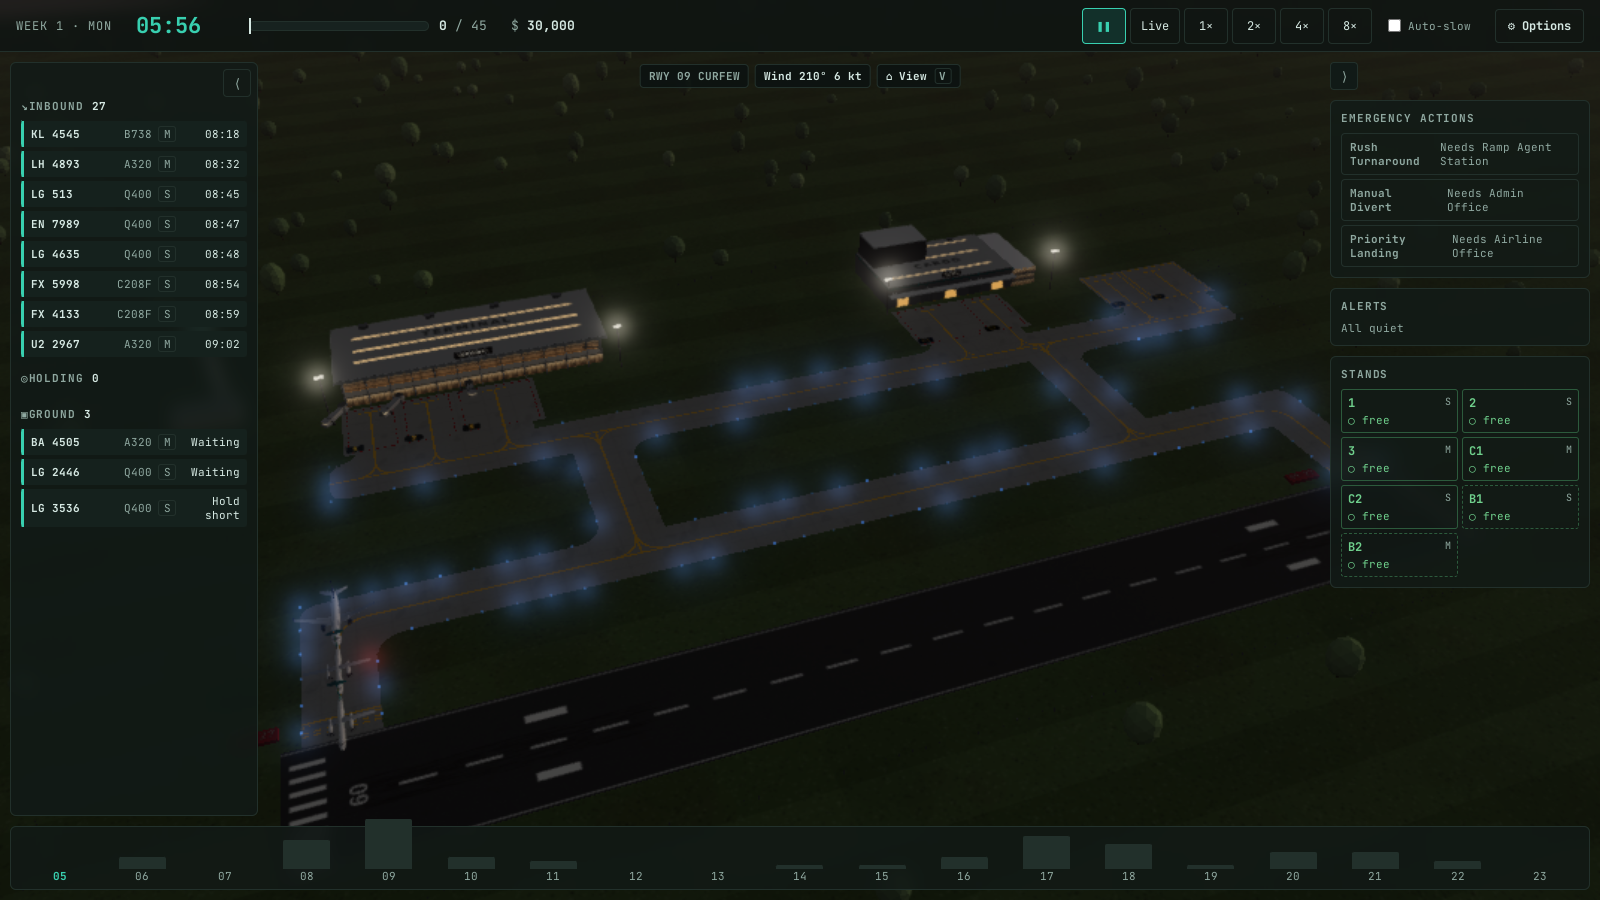 WEEK 1 · MON 05:56 0 / 45 $ 30,000 Live 1× 2× 4× 8× Auto-slow ⚙ Options
RWY 09 CURFEW Wind 210° 6 kt ⌂ View V
↘INBOUND 27
KL 4545 B738 M 08:18
LH 4893 A320 M 08:32
LG 513 Q400 S 08:45
EN 7989 Q400 S 08:47
LG 4635 Q400 S 08:48
FX 5998 C208F S 08:54
FX 4133 C208F S 08:59
U2 2967 A320 M 09:02
◎HOLDING 0
▣GROUND 3
BA 4505 A320 M Waiting
LG 2446 Q400 S Waiting
LG 3536 Q400 S Hold
short
09
EMERGENCY ACTIONS
Rush Needs Ramp Agent
Turnaround Station
Manual Needs Admin
Divert Office
Priority Needs Airline
Landing Office
ALERTS
All quiet
STANDS
1 S 2 S
○ free ○ free
3 M C1 M
○ free ○ free
C2 S B1 S
○ free ○ free
B2 M
○ free
05 06 07 08 09 10 11 12 13 14 15 16 17 18 19 20 21 22 23